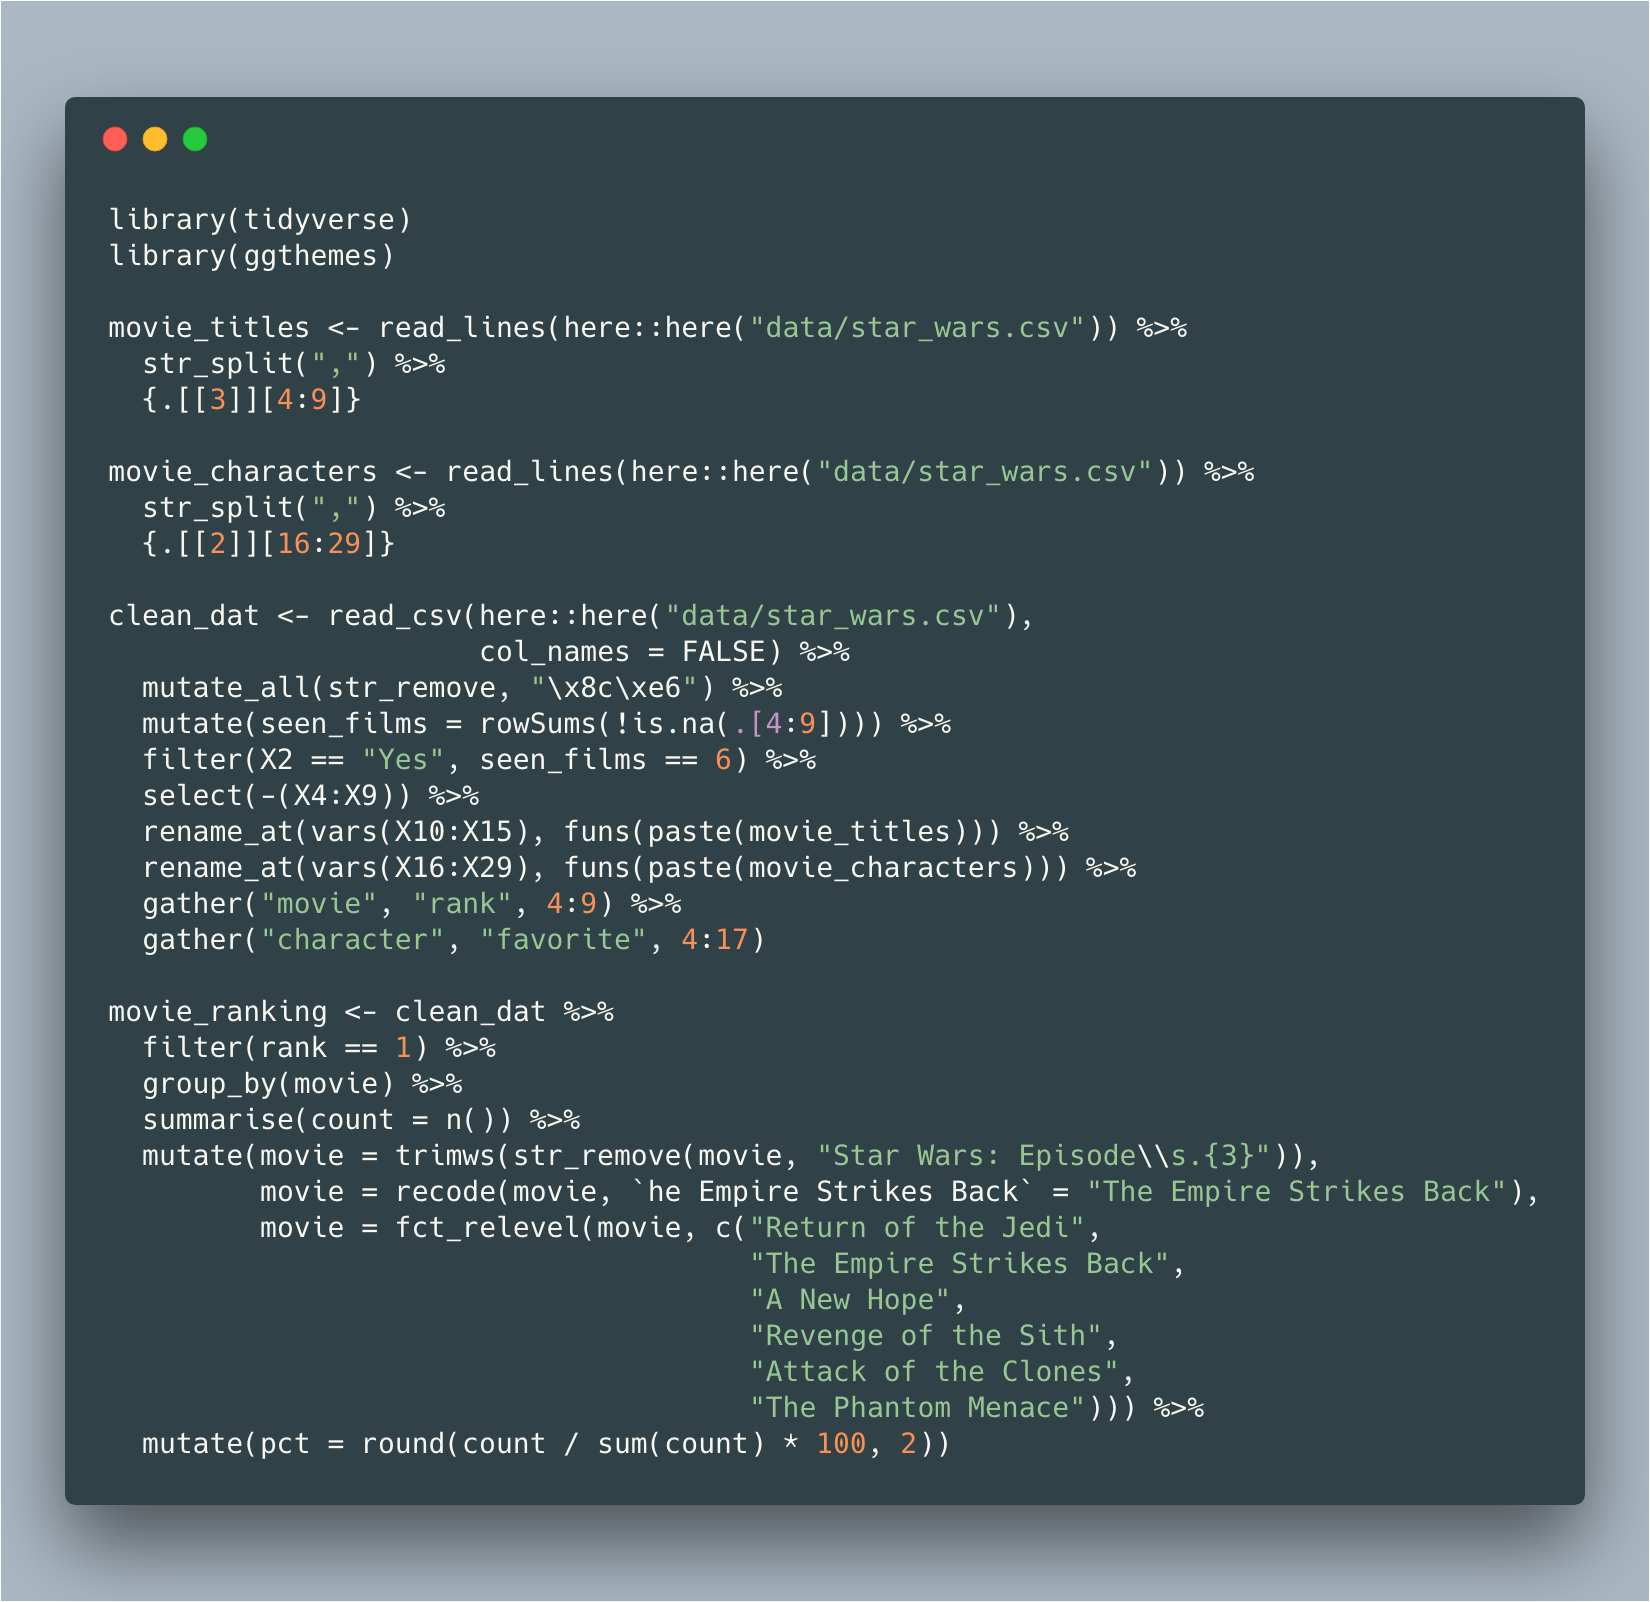 library(tidyverse)
library(ggthemes)
movie_titles <- read_lines(here::here("data/star_wars.csv")) %>%
  str_split(",") %>%
  {.[[3]][4:9]}
movie_characters <- read_lines(here::here("data/star_wars.csv")) %>%
  str_split(",") %>%
  {.[[2]][16:29]}
clean_dat <- read_csv(here::here("data/star_wars.csv"),
                      col_names = FALSE) %>%
  mutate_all(str_remove, "\x8c\xe6") %>%
  mutate(seen_films = rowSums(!is.na(.[4:9]))) %>%
  filter(X2 == "Yes", seen_films == 6) %>%
  select(-(X4:X9)) %>%
  rename_at(vars(X10:X15), funs(paste(movie_titles))) %>%
  rename_at(vars(X16:X29), funs(paste(movie_characters))) %>%
  gather("movie", "rank", 4:9) %>%
  gather("character", "favorite", 4:17)
movie_ranking <- clean_dat %>%
  filter(rank == 1) %>%
  group_by(movie) %>%
  summarise(count = n()) %>%
  mutate(movie = trimws(str_remove(movie, "Star Wars: Episode\\s.{3}")),
         movie = recode(movie, `he Empire Strikes Back` = "The Empire Strikes Back"),
         movie = fct_relevel(movie, c("Return of the Jedi",
                                      "The Empire Strikes Back",
                                      "A New Hope",
                                      "Revenge of the Sith",
                                      "Attack of the Clones",
                                      "The Phantom Menace"))) %>%
  mutate(pct = round(count / sum(count) * 100, 2))